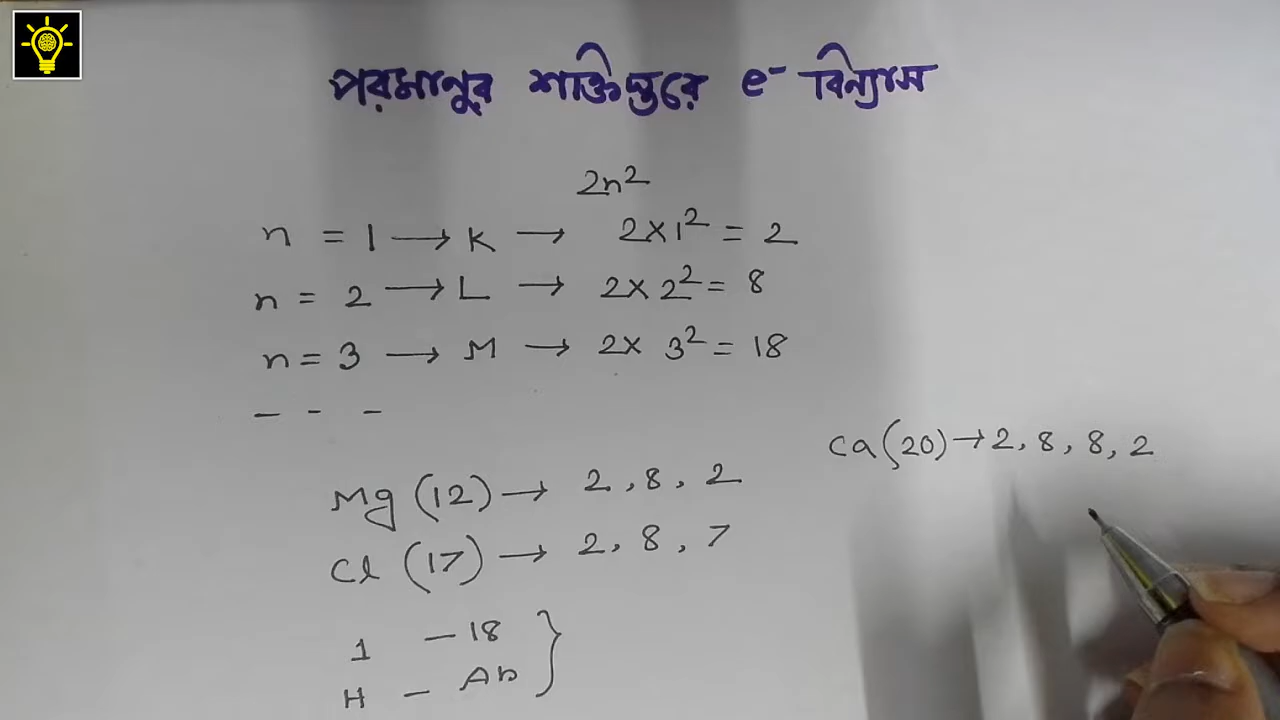 পরমানুর শক্তিস্তরে e⁻ বিন্যাস
2n²
n = 1 → K → 2×1² = 2
n = 2 → L → 2×2² = 8
n = 3 → M → 2×3² = 18
- - -
Ca(20) → 2, 8, 8, 2
Mg(12) → 2, 8, 2
Cl(17) → 2, 8, 7
1 - 18 }
H - Ar